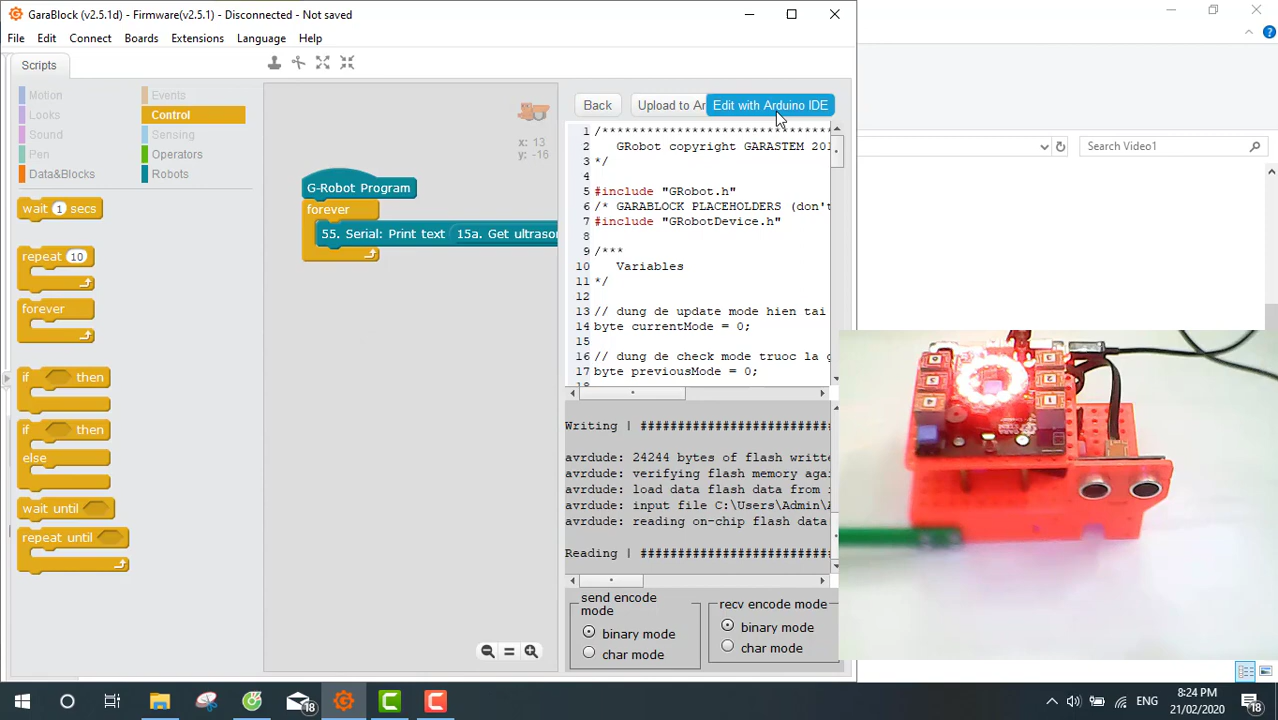 GaraBlock (v2.5.1d) - Firmware(v2.5.1) - Disconnected - Not saved
File Edit Connect Boards Extensions Language Help
Scripts
Motion Events
Looks Control
Sound Sensing
Pen Operators
Data&Blocks Robots
wait 1 secs
repeat 10
forever
if then
if then
else
wait until
repeat until
x: 13
y: -16
G-Robot Program
forever
55. Serial: Print text 15a. Get ultrason
Back Upload to Ar Edit with Arduino IDE
1 /*******************************
2 GRobot copyright GARASTEM 201
3 */
4
5 #include "GRobot.h"
6 /* GARABLOCK PLACEHOLDERS (don't
7 #include "GRobotDevice.h"
8
9 /***
10 Variables
11 */
12
13 // dung de update mode hien tai
14 byte currentMode = 0;
15
16 // dung de check mode truoc la g
17 byte previousMode = 0;
18
Writing | #########################
avrdude: 24244 bytes of flash writte
avrdude: verifying flash memory agai
avrdude: load data flash data from i
avrdude: input file C:\Users\Admin\A
avrdude: reading on-chip flash data
Reading | #########################
send encode mode
binary mode
char mode
recv encode mode
binary mode
char mode
Search Video1
3
2
1
4
18
ENG
8:24 PM
21/02/2020
18